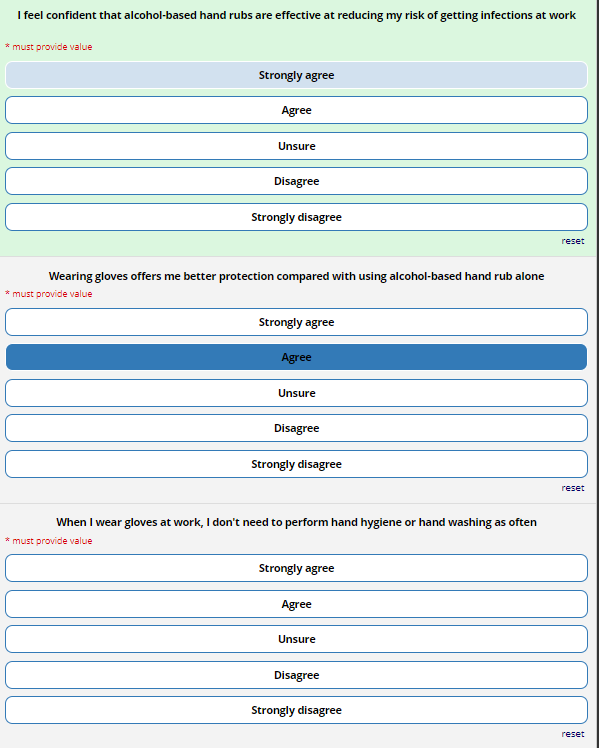 I feel confident that alcohol-based hand rubs are effective at reducing my risk of getting infections at work
* must provide value
Strongly agree
Agree
Unsure
Disagree
Strongly disagree
reset
Wearing gloves offers me better protection compared with using alcohol-based hand rub alone
* must provide value
Strongly agree
Agree
Unsure
Disagree
Strongly disagree
reset
When I wear gloves at work, I don't need to perform hand hygiene or hand washing as often
* must provide value
Strongly agree
Agree
Unsure
Disagree
Strongly disagree
reset